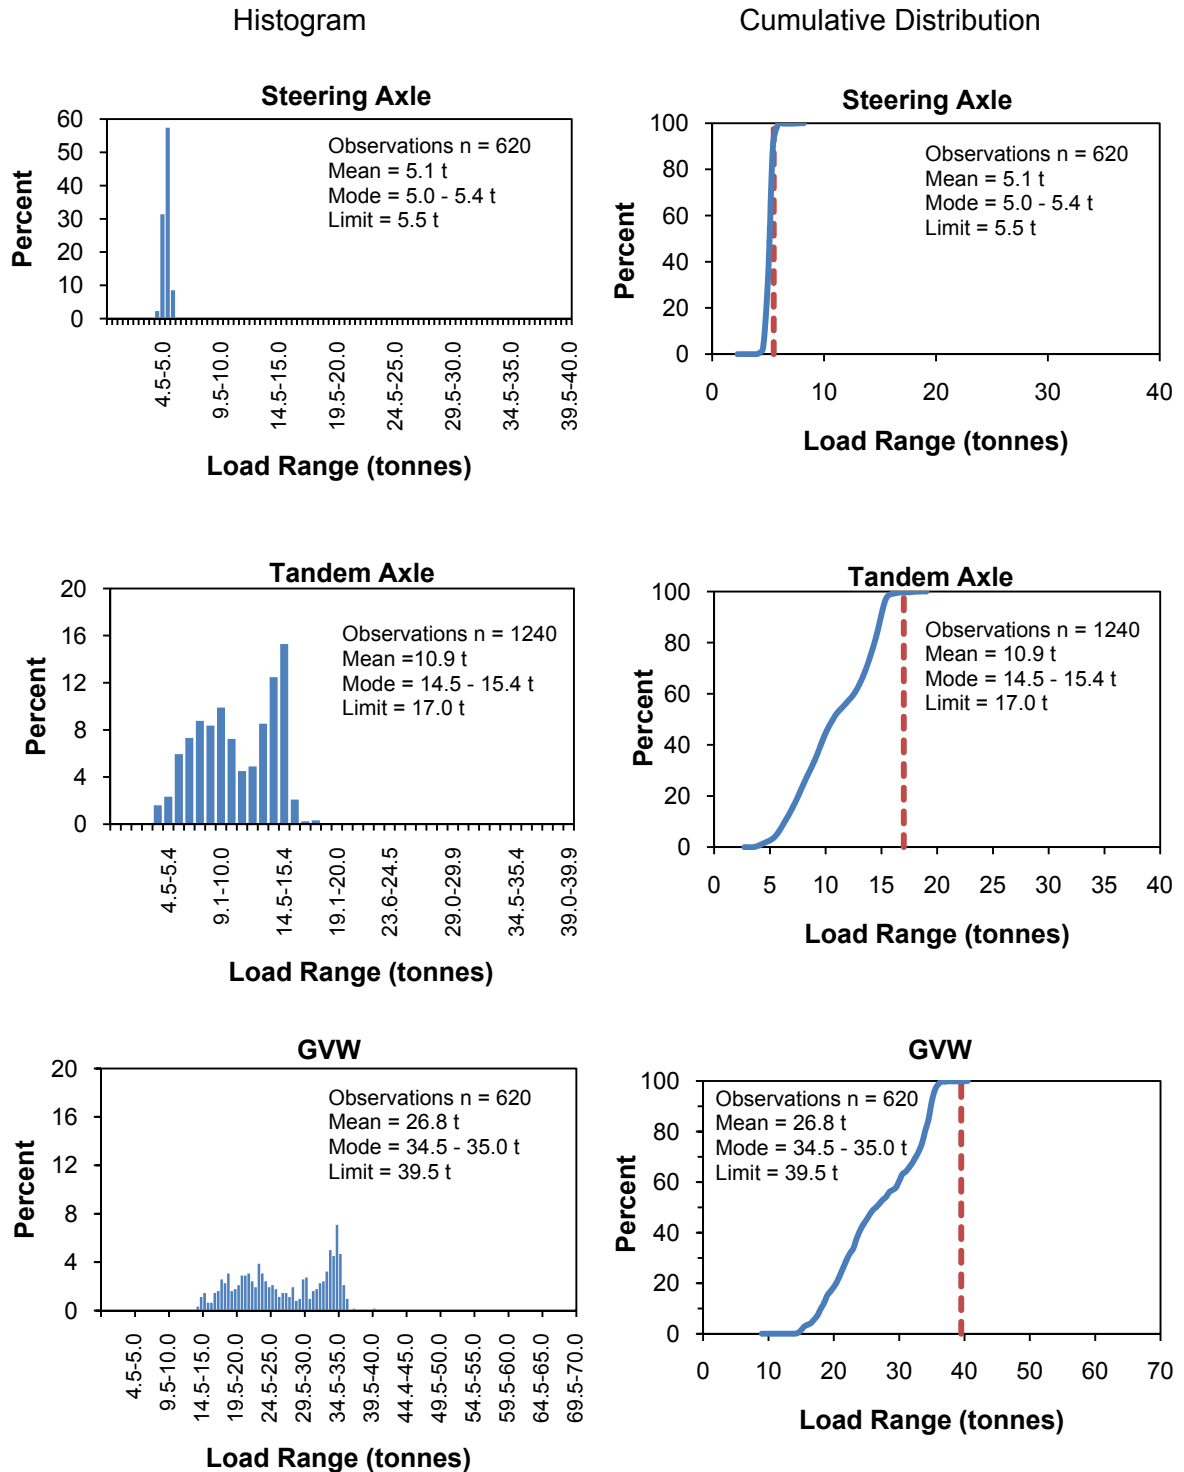 Histogram
Cumulative Distribution
Steering Axle
60
50
40
30
20
10
0
Percent
Observations n = 620
Mean = 5.1 t
Mode = 5.0 - 5.4 t
Limit = 5.5 t
4.5-5.0
9.5-10.0
14.5-15.0
19.5-20.0
24.5-25.0
29.5-30.0
34.5-35.0
39.5-40.0
Load Range (tonnes)
Steering Axle
100
80
60
40
20
0
Percent
Observations n = 620
Mean = 5.1 t
Mode = 5.0 - 5.4 t
Limit = 5.5 t
0 10 20 30 40
Load Range (tonnes)
Tandem Axle
20
16
12
8
4
0
Percent
Observations n = 1240
Mean =10.9 t
Mode = 14.5 - 15.4 t
Limit = 17.0 t
4.5-5.4
9.1-10.0
14.5-15.4
19.1-20.0
23.6-24.5
29.0-29.9
34.5-35.4
39.0-39.9
Load Range (tonnes)
Tandem Axle
100
80
60
40
20
0
Percent
Observations n = 1240
Mean = 10.9 t
Mode = 14.5 - 15.4 t
Limit = 17.0 t
0 5 10 15 20 25 30 35 40
Load Range (tonnes)
GVW
20
16
12
8
4
0
Percent
Observations n = 620
Mean = 26.8 t
Mode = 34.5 - 35.0 t
Limit = 39.5 t
4.5-5.0
9.5-10.0
14.5-15.0
19.5-20.0
24.5-25.0
29.5-30.0
34.5-35.0
39.5-40.0
44.4-45.0
49.5-50.0
54.5-55.0
59.5-60.0
64.5-65.0
69.5-70.0
Load Range (tonnes)
GVW
100
80
60
40
20
0
Percent
Observations n = 620
Mean = 26.8 t
Mode = 34.5 - 35.0 t
Limit = 39.5 t
0 10 20 30 40 50 60 70
Load Range (tonnes)